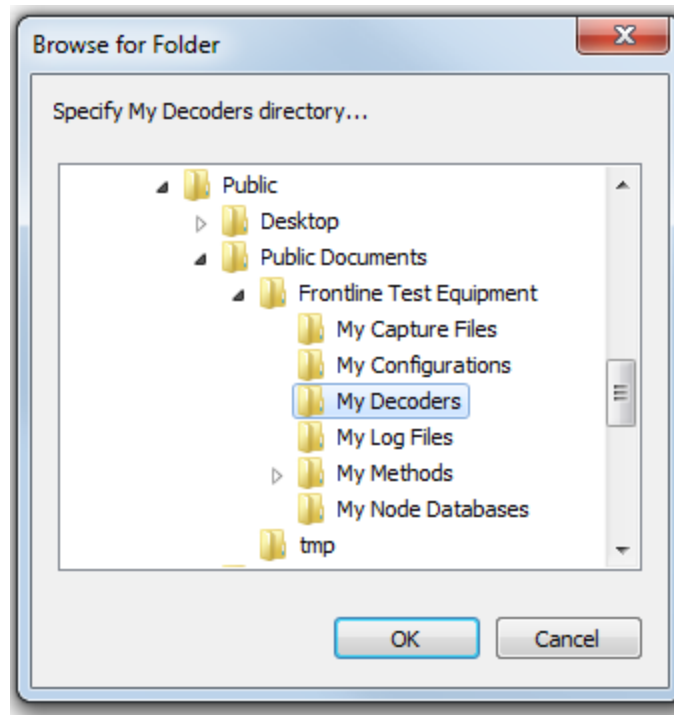 Browse for Folder
Specify My Decoders directory...
Public
Desktop
Public Documents
Frontline Test Equipment
My Capture Files
My Configurations
My Decoders
My Log Files
My Methods
My Node Databases
tmp
OK Cancel